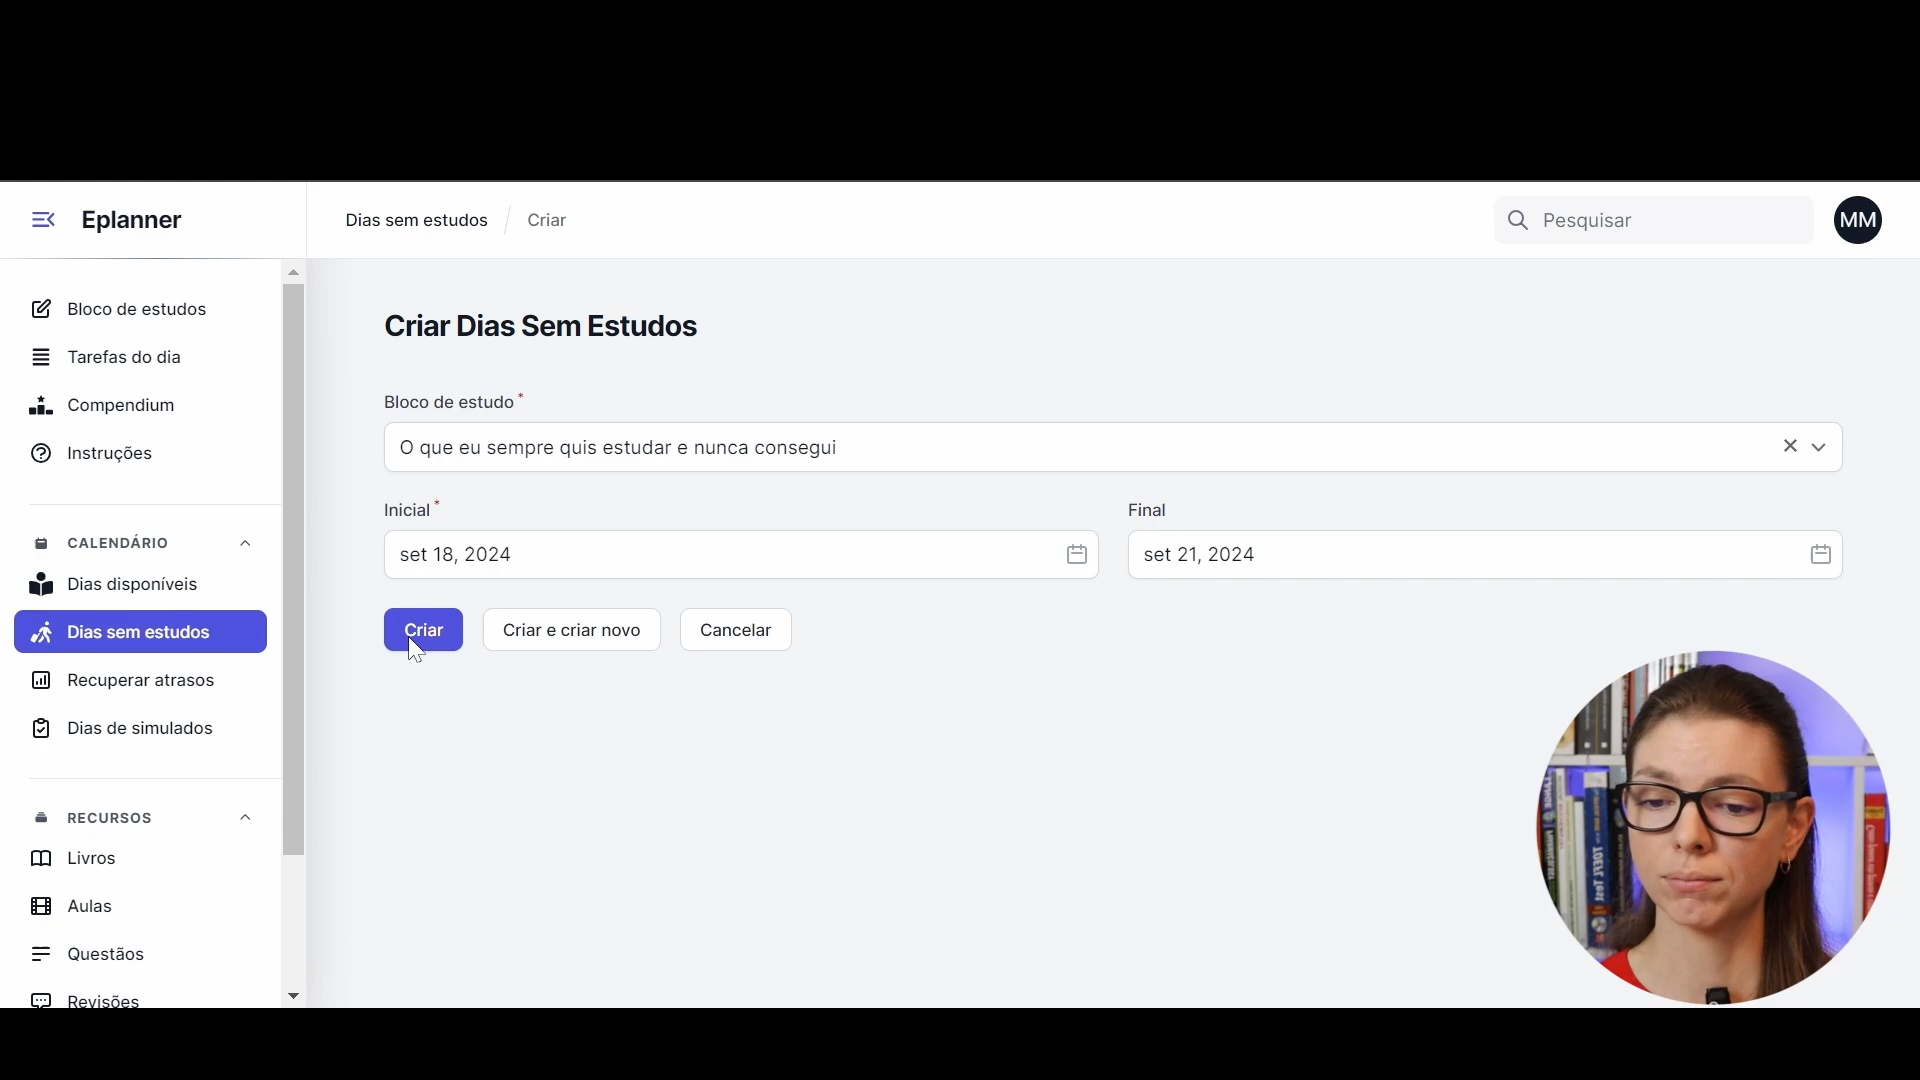 Eplanner
Dias sem estudos / Criar
Pesquisar
MM
Bloco de estudos
Tarefas do dia
Compendium
Instruções
CALENDÁRIO
Dias disponíveis
Dias sem estudos
Recuperar atrasos
Dias de simulados
RECURSOS
Livros
Aulas
Questãos
Revisões
Criar Dias Sem Estudos
Bloco de estudo*
O que eu sempre quis estudar e nunca consegui
Inicial*
Final
set 18, 2024
set 21, 2024
Criar
Criar e criar novo
Cancelar
TOEFL Test